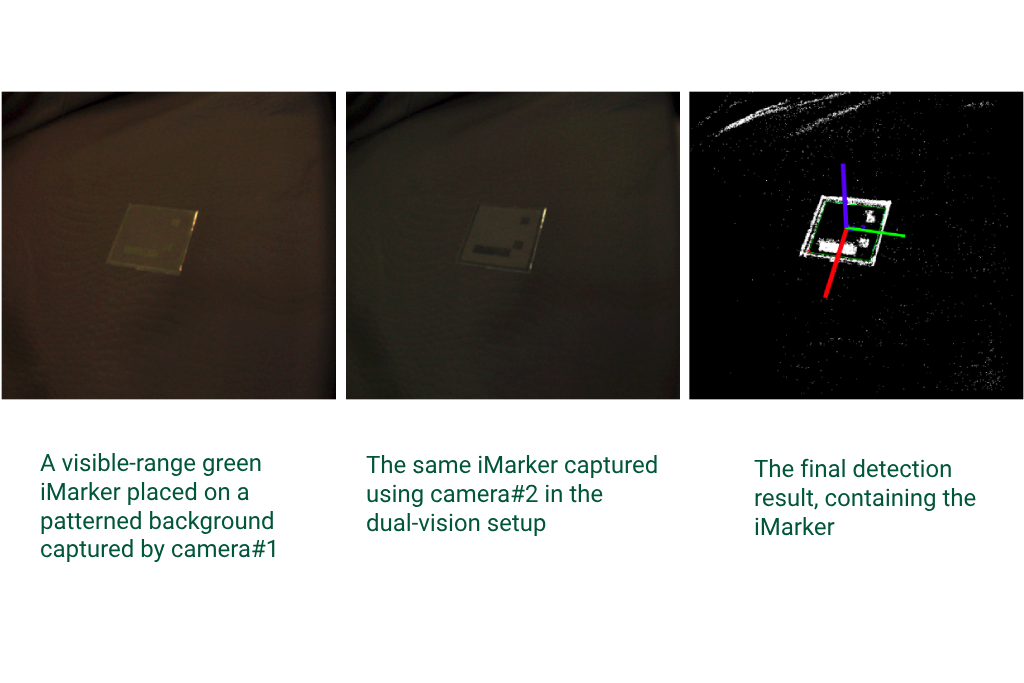 A visible-range green
iMarker placed on a
patterned background
captured by camera#1
The same iMarker captured
using camera#2 in the
dual-vision setup
The final detection
result, containing the
iMarker